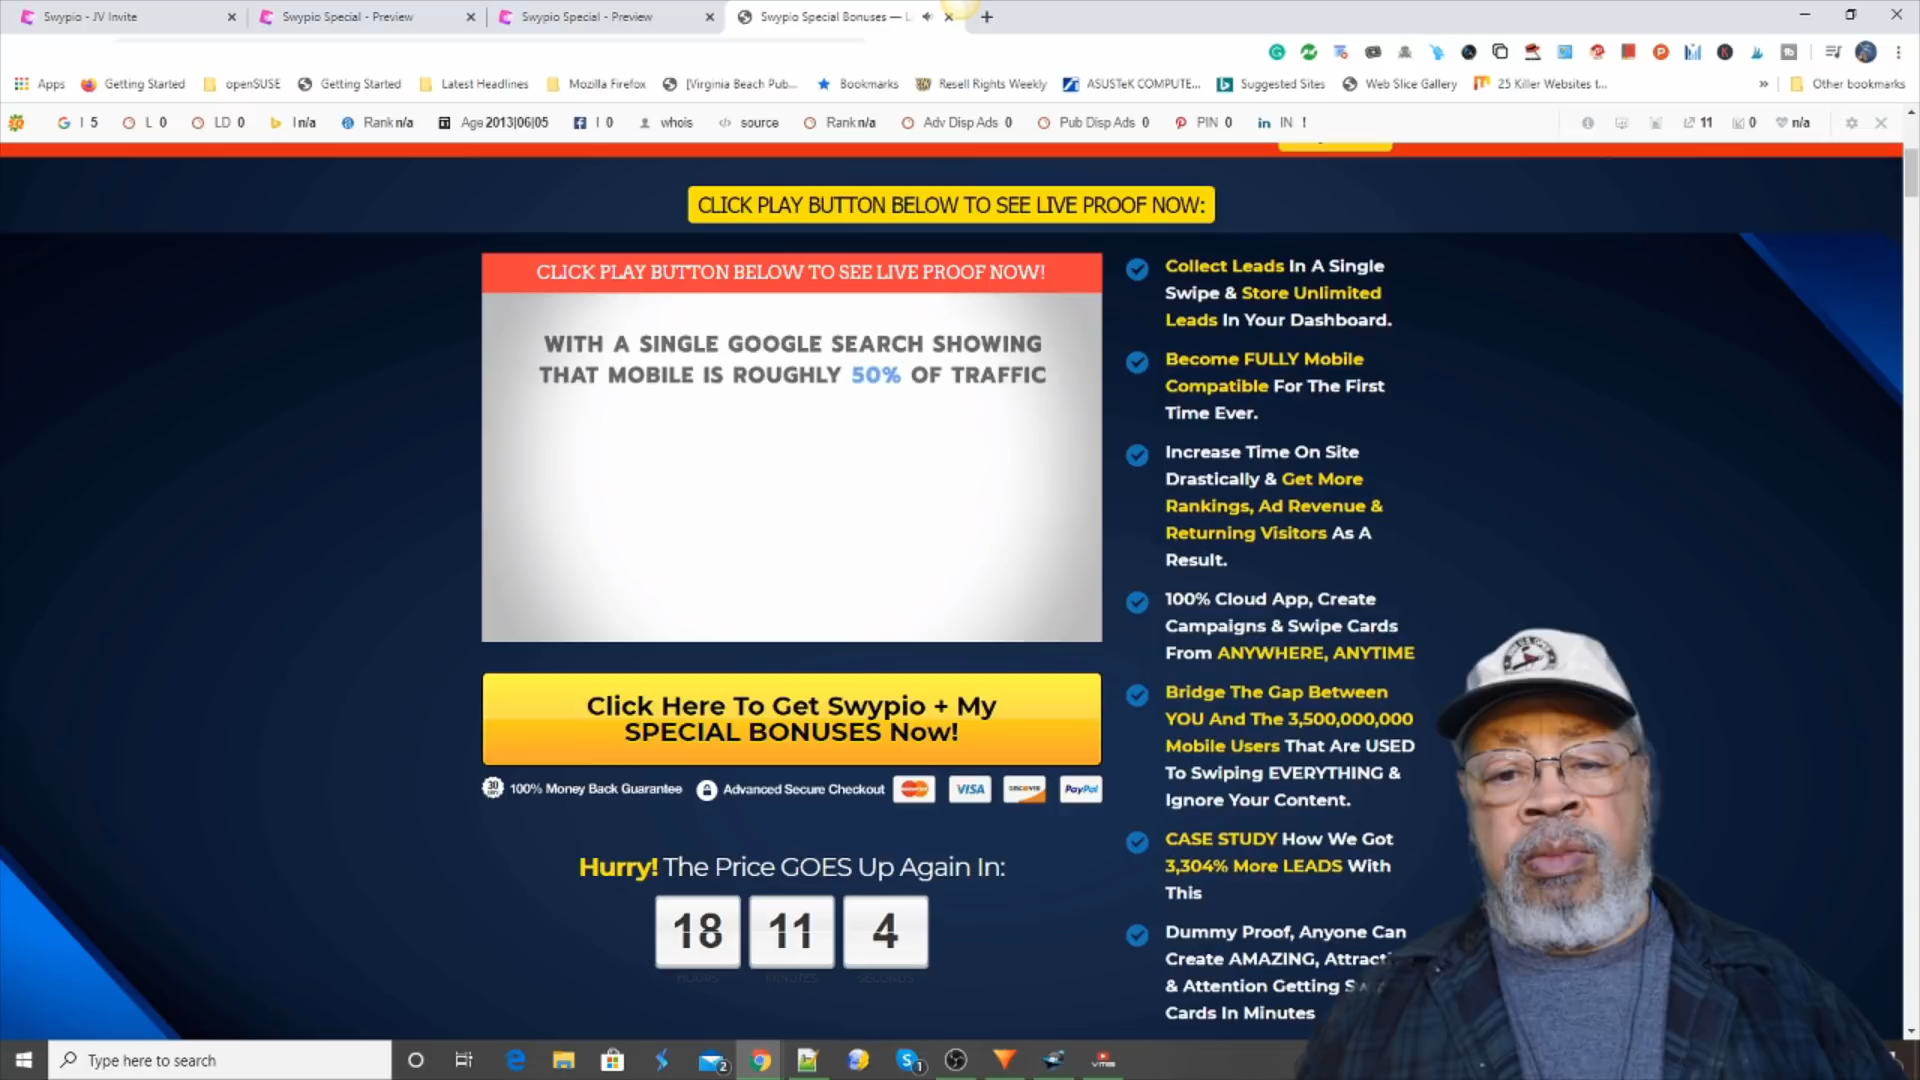 Swypio - JV Invite
Swypio Special - Preview
Swypio Special - Preview
Swypio Special Bonuses —
Apps
Getting Started
openSUSE
Getting Started
Latest Headlines
Mozilla Firefox
[Virginia Beach Pub...
Bookmarks
Resell Rights Weekly
ASUSTeK COMPUTE...
Suggested Sites
Web Slice Gallery
25 Killer Websites t...
»
Other bookmarks
I 5
L 0
LD 0
I n/a
Rank n/a
Age 2013|06|05
I 0
whois
source
Rank n/a
Adv Disp Ads 0
Pub Disp Ads 0
PIN 0
in IN !
11
0
n/a
CLICK PLAY BUTTON BELOW TO SEE LIVE PROOF NOW:
CLICK PLAY BUTTON BELOW TO SEE LIVE PROOF NOW!
WITH A SINGLE GOOGLE SEARCH SHOWING
THAT MOBILE IS ROUGHLY 50% OF TRAFFIC
Click Here To Get Swypio + My
SPECIAL BONUSES Now!
30 100% Money Back Guarantee
Advanced Secure Checkout
VISA
DISCOVER
PayPal
Hurry! The Price GOES Up Again In:
18 11 4
HOURS MINUTES SECONDS
Collect Leads In A Single
Swipe & Store Unlimited
Leads In Your Dashboard.
Become FULLY Mobile
Compatible For The First
Time Ever.
Increase Time On Site
Drastically & Get More
Rankings, Ad Revenue &
Returning Visitors As A
Result.
100% Cloud App, Create
Campaigns & Swipe Cards
From ANYWHERE, ANYTIME
Bridge The Gap Between
YOU And The 3,500,000,000
Mobile Users That Are USED
To Swiping EVERYTHING &
Ignore Your Content.
CASE STUDY How We Got
3,304% More LEADS With
This
Dummy Proof, Anyone Can
Create AMAZING, Attracti
& Attention Getting
Cards In Minutes
Type here to search
2
1